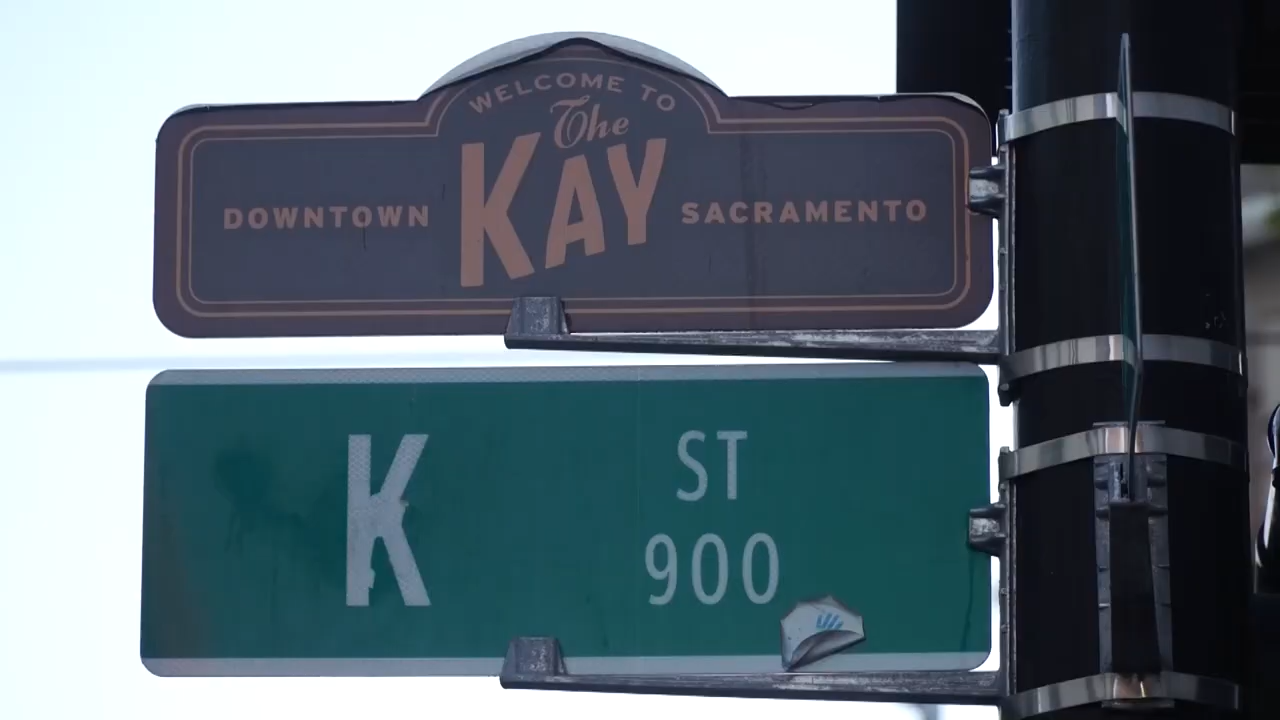 WELCOME TO
The
KAY
DOWNTOWN
SACRAMENTO
K ST
900